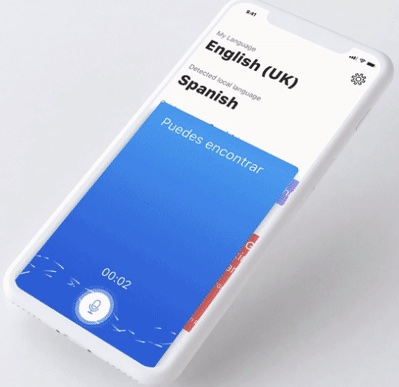 9:41
My Language
English (UK)
Detected local language
Spanish
Puedes encontrar
00:02